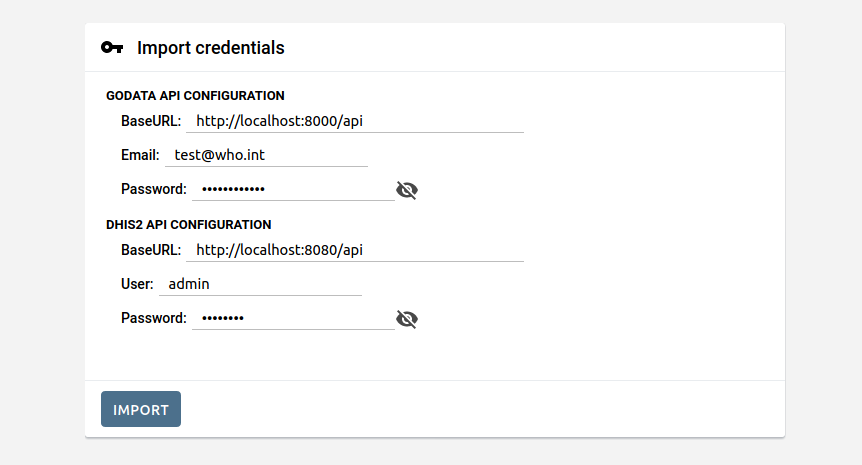 Import credentials
GODATA API CONFIGURATION
BaseURL: http://localhost:8000/api
Email: test@who.int
Password: ••••••••••••
DHIS2 API CONFIGURATION
BaseURL: http://localhost:8080/api
User: admin
Password: ••••••••
IMPORT